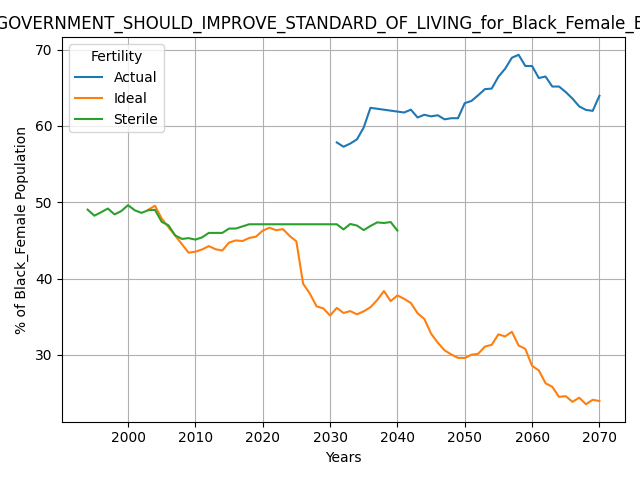 GOVERNMENT_SHOULD_IMPROVE_STANDARD_OF_LIVING_for_Black_Female_E
Fertility
Actual
Ideal
Sterile
% of Black_Female Population
70
60
50
40
30
2000 2010 2020 2030 2040 2050 2060 2070
Years